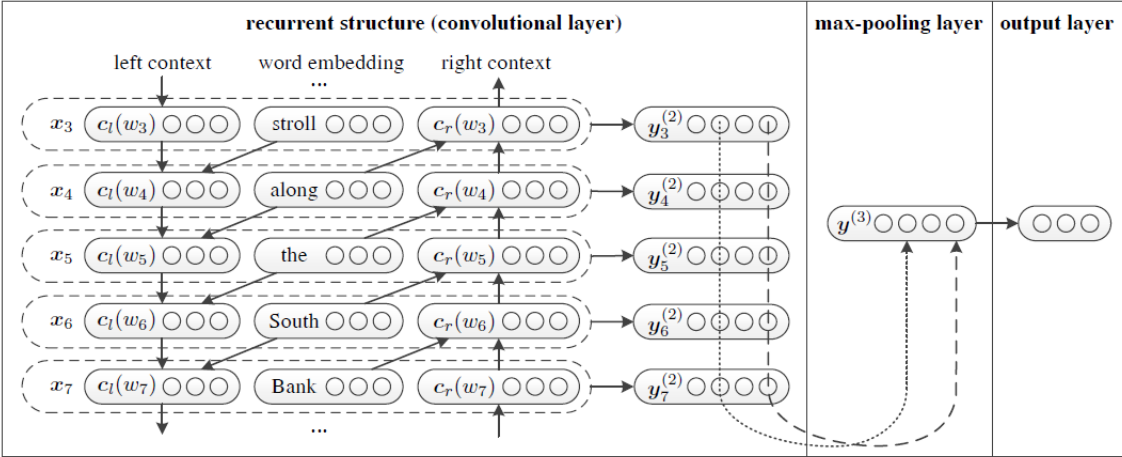 recurrent structure (convolutional layer) max-pooling layer output layer
left context word embedding right context
...
x₃ cₗ(w₃) stroll cᵣ(w₃) y₃⁽²⁾
x₄ cₗ(w₄) along cᵣ(w₄) y₄⁽²⁾
y⁽³⁾
x₅ cₗ(w₅) the cᵣ(w₅) y₅⁽²⁾
x₆ cₗ(w₆) South cᵣ(w₆) y₆⁽²⁾
x₇ cₗ(w₇) Bank cᵣ(w₇) y₇⁽²⁾
...